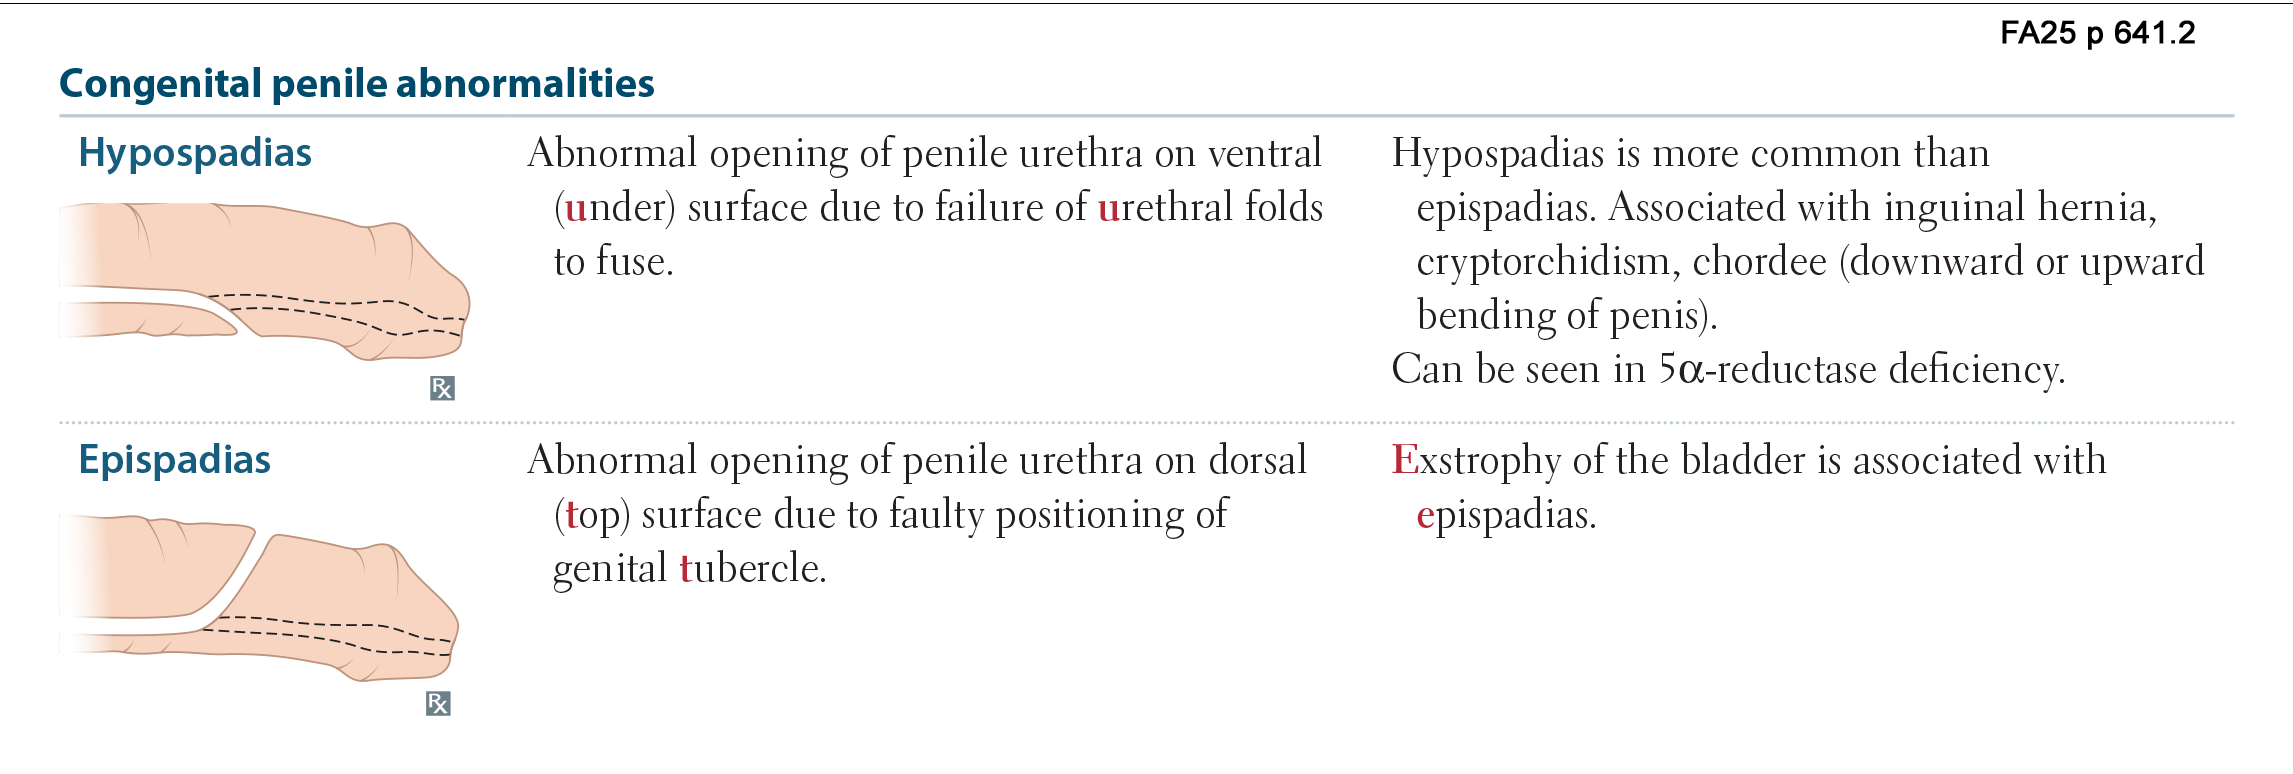 FA25 p 641.2
Congenital penile abnormalities
Hypospadias
Abnormal opening of penile urethra on ventral
(under) surface due to failure of urethral folds
to fuse.
Hypospadias is more common than
epispadias. Associated with inguinal hernia,
cryptorchidism, chordee (downward or upward
bending of penis).
Can be seen in 5α-reductase deficiency.
Rx
Epispadias
Abnormal opening of penile urethra on dorsal
(top) surface due to faulty positioning of
genital tubercle.
Exstrophy of the bladder is associated with
epispadias.
Rx